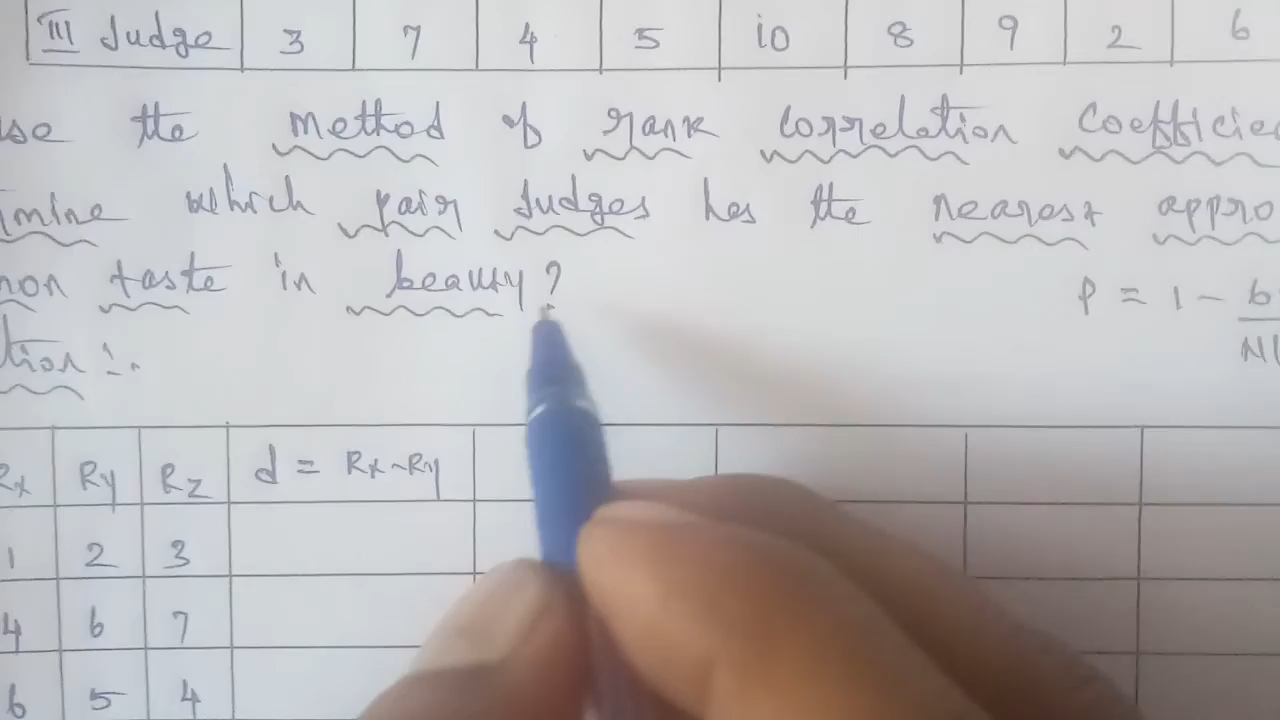 III Judge 3 7 4 5 10 8 9 2 6
use the method of rank correlation coefficien
mine which pair Judges has the nearest appro
non taste in beauty?
P = 1 - 6
N(
tion :-
Rx Ry Rz d = Rx-Ry
1 2 3
4 6 7
6 5 4